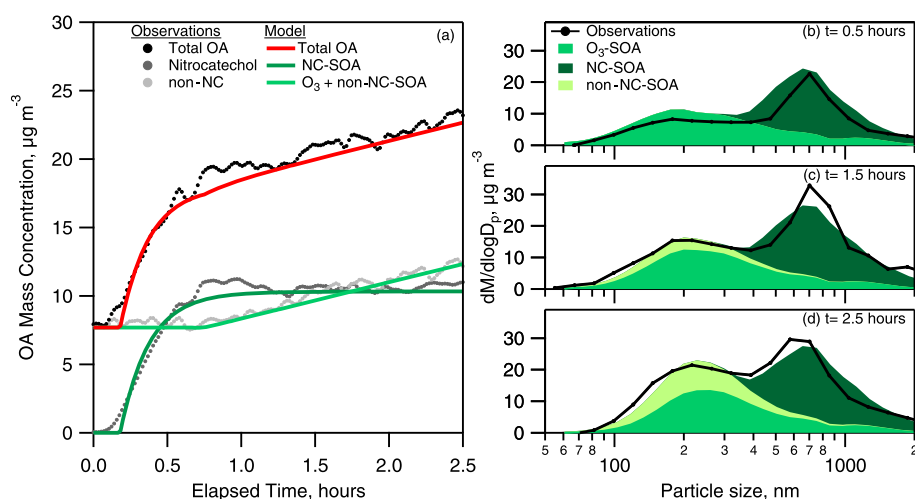 (a)
Observations Model
Total OA Total OA
Nitrocatechol NC-SOA
non-NC O3 + non-NC-SOA
OA Mass Concentration, µg m-3
30
25
20
15
10
5
0
0.0 0.5 1.0 1.5 2.0 2.5
Elapsed Time, hours
(b) t= 0.5 hours
Observations
O3-SOA
NC-SOA
non-NC-SOA
30
20
10
0
(c) t= 1.5 hours
30
20
10
0
dM/dlogDp, µg m-3
(d) t= 2.5 hours
30
20
10
0
5 6 7 8 2 3 4 5 6 7 8 2
100 1000
Particle size, nm